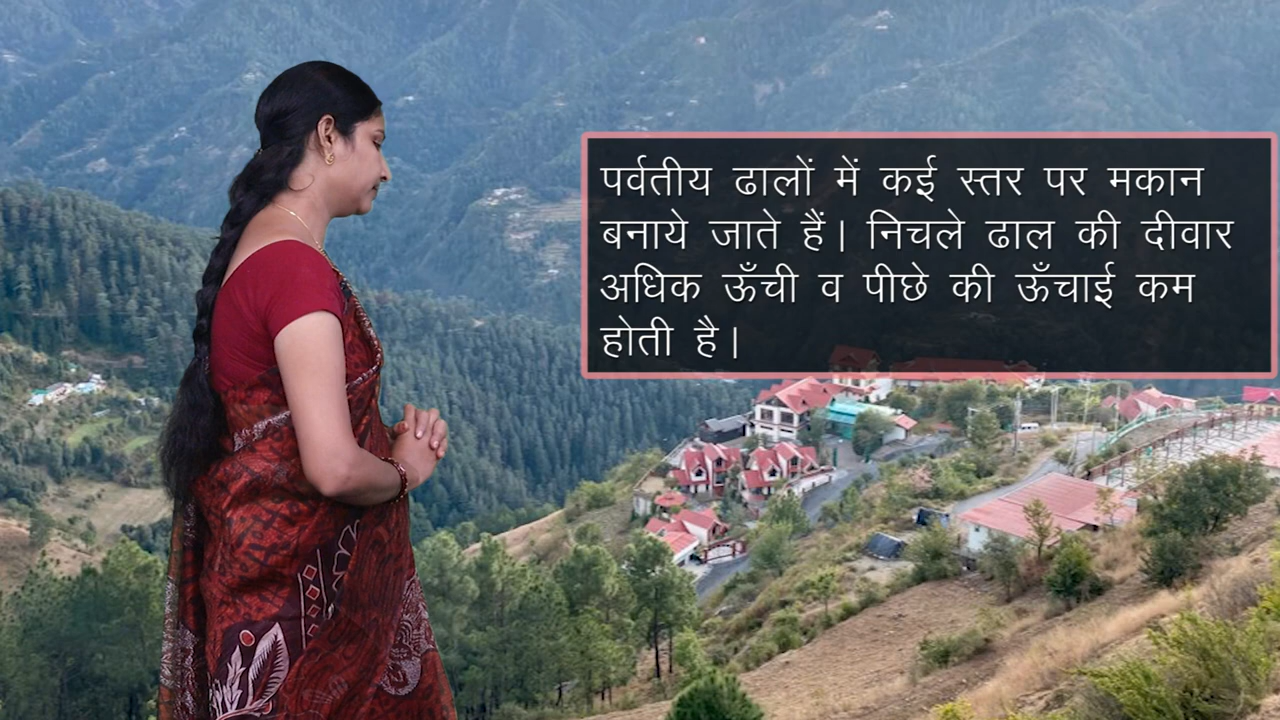 पर्वतीय ढालों में कई स्तर पर मकान
बनाये जाते हैं। निचले ढाल की दीवार
अधिक ऊँची व पीछे की ऊँचाई कम
होती है।